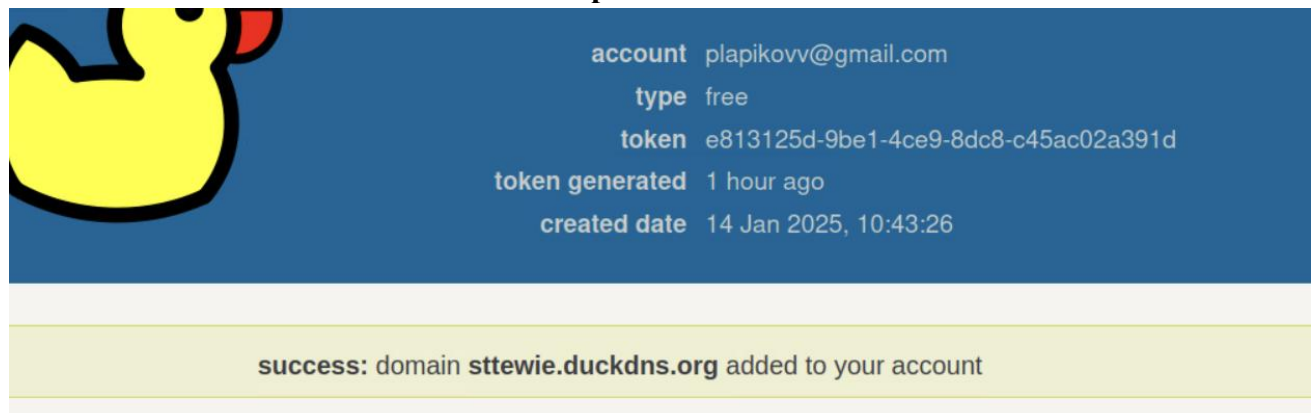 account plapikovv@gmail.com
type free
token e813125d-9be1-4ce9-8dc8-c45ac02a391d
token generated 1 hour ago
created date 14 Jan 2025, 10:43:26
success: domain sttewie.duckdns.org added to your account